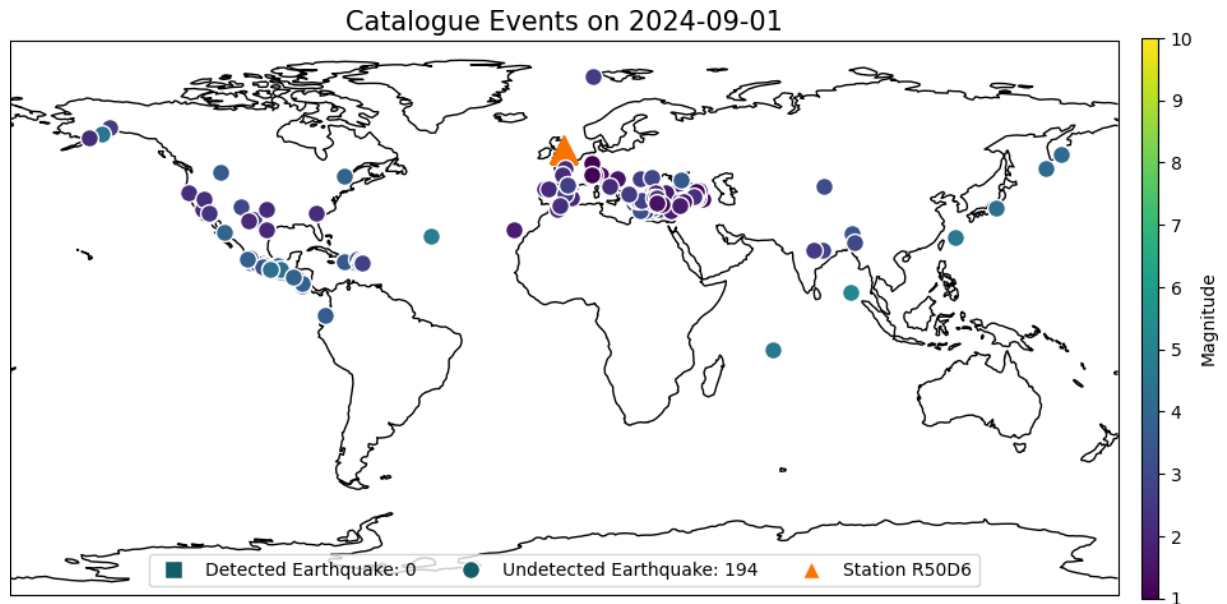 Catalogue Events on 2024-09-01
10
9
8
7
6
5
4
3
2
1
Magnitude
Detected Earthquake: 0
Undetected Earthquake: 194
Station R50D6